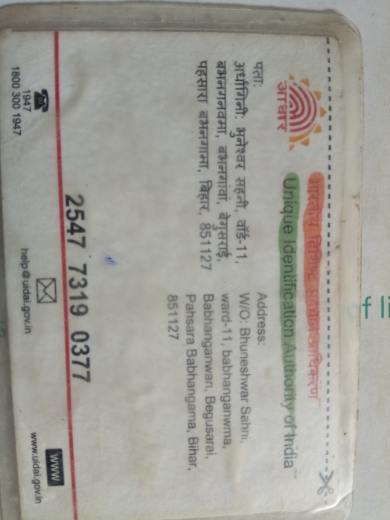 भारतीय विशिष्ट पहचान प्राधिकरण
Unique Identification Authority of India
आधार
पता:
अर्धांगिनी: भुनेश्वर सहनी, वॉर्ड-11,
बभनगनवमा, बभनगांवां, बेगुसराई,
पहसारा बभनगामा, बिहार, 851127
Address:
W/O: Bhuneshwar Sahni,
ward-11, babhanganwma,
Babhanganwan, Begusarai,
Pahsara Babhangama, Bihar,
851127
2547 7319 0377
1947
1800 300 1947
help@uidai.gov.in
www
www.uidai.gov.in
f li